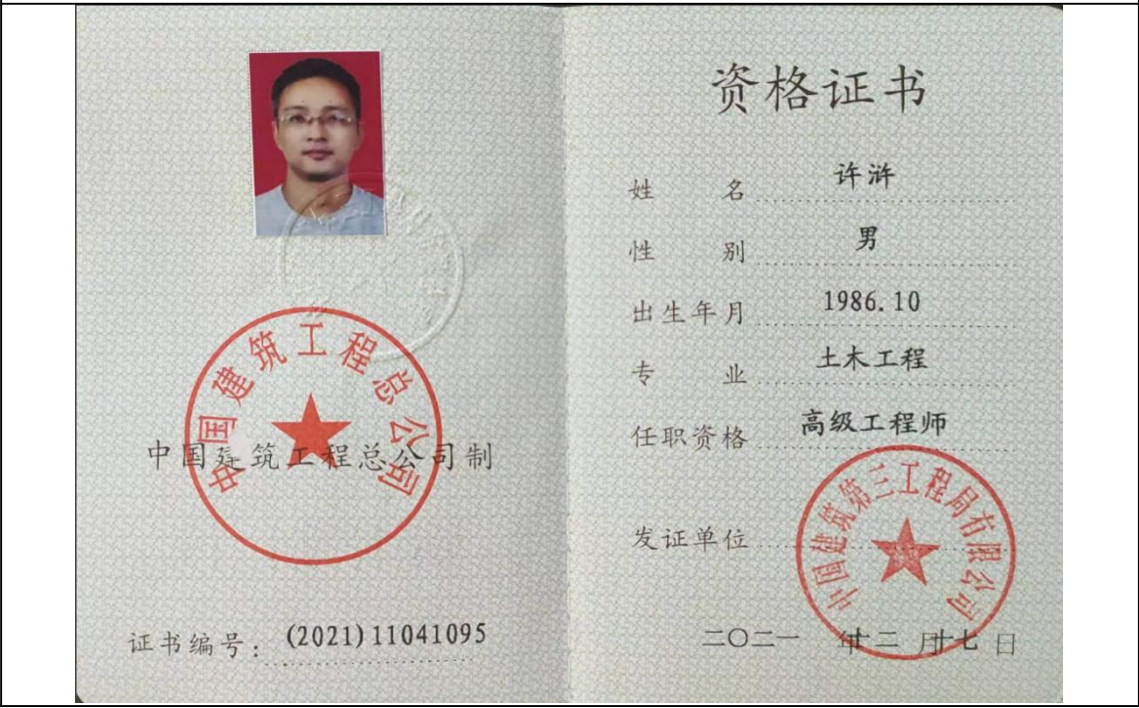 中国建筑工程总公司
中国建筑工程总公司制
证书编号：(2021)11041095
资格证书
姓名 许浒
性别 男
出生年月 1986.10
专业 土木工程
任职资格 高级工程师
发证单位
中国建筑第三工程局有限公司
二〇二一年十二月十七日